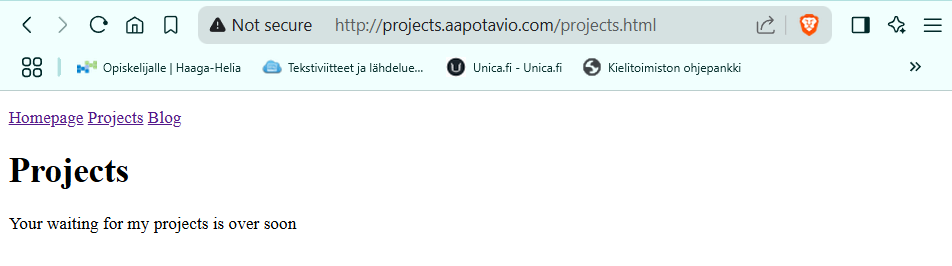 Not secure http://projects.aapotavio.com/projects.html
Opiskelijalle | Haaga-Helia Tekstiviitteet ja lähdelue... Unica.fi - Unica.fi Kielitoimiston ohjepankki »
Homepage Projects Blog
Projects
Your waiting for my projects is over soon